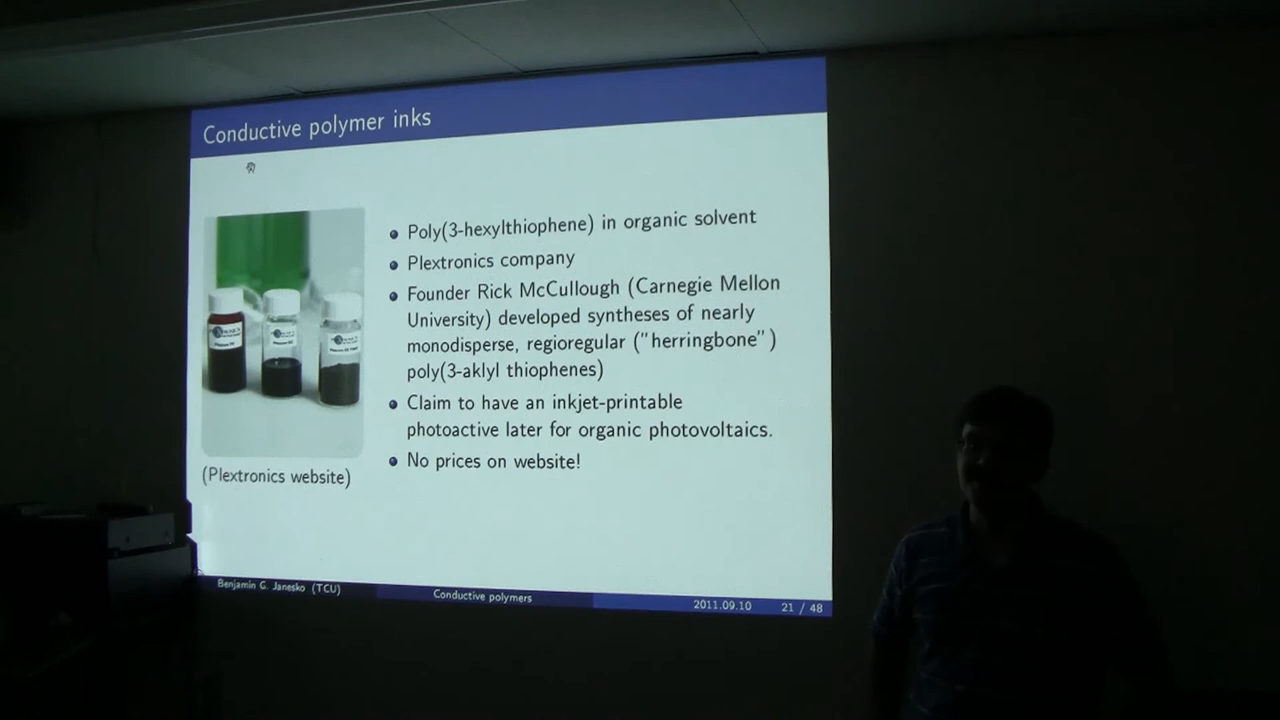 Conductive polymer inks
Poly(3-hexylthiophene) in organic solvent
Plextronics company
Founder Rick McCullough (Carnegie Mellon
University) developed syntheses of nearly
monodisperse, regioregular ("herringbone")
poly(3-aklyl thiophenes)
Claim to have an inkjet-printable
photoactive later for organic photovoltaics.
No prices on website!
(Plextronics website)
Benjamin G. Janesko (TCU)
Conductive polymers
2011.09.10
21 / 48